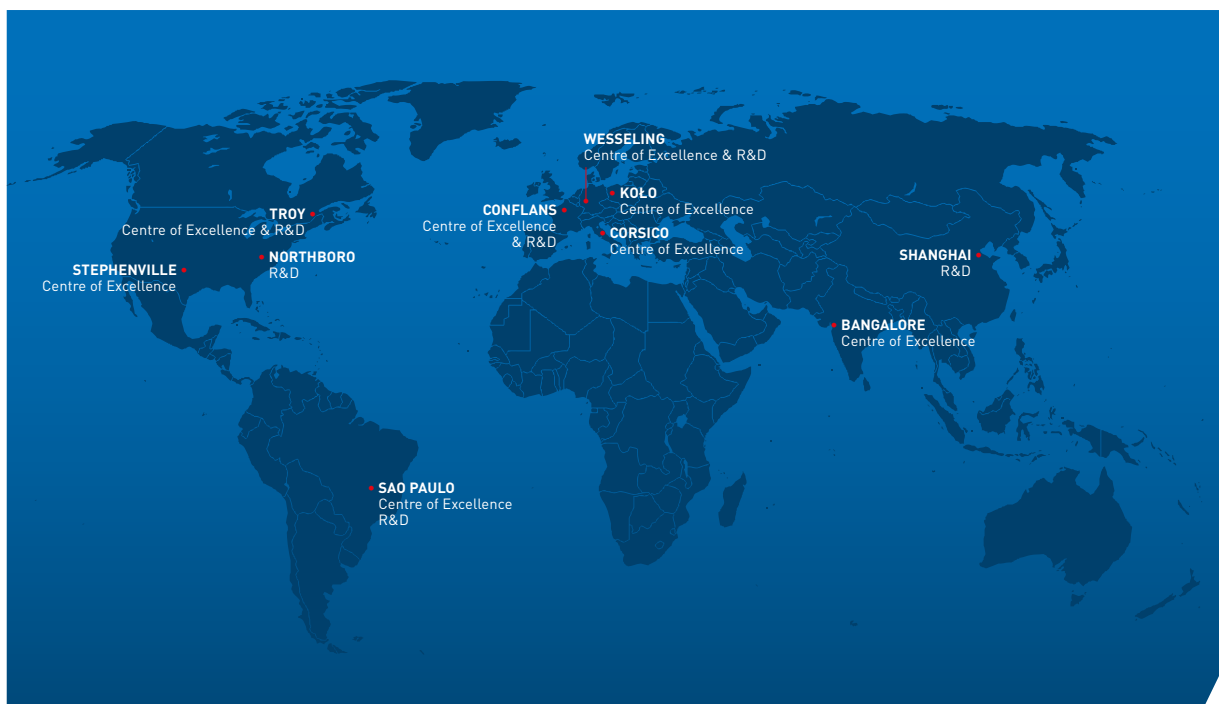 WESSELING
Centre of Excellence & R&D
KOŁO
Centre of Excellence
CONFLANS
Centre of Excellence
& R&D
CORSICO
Centre of Excellence
TROY
Centre of Excellence & R&D
NORTHBORO
R&D
STEPHENVILLE
Centre of Excellence
SHANGHAI
R&D
BANGALORE
Centre of Excellence
SAO PAULO
Centre of Excellence
R&D